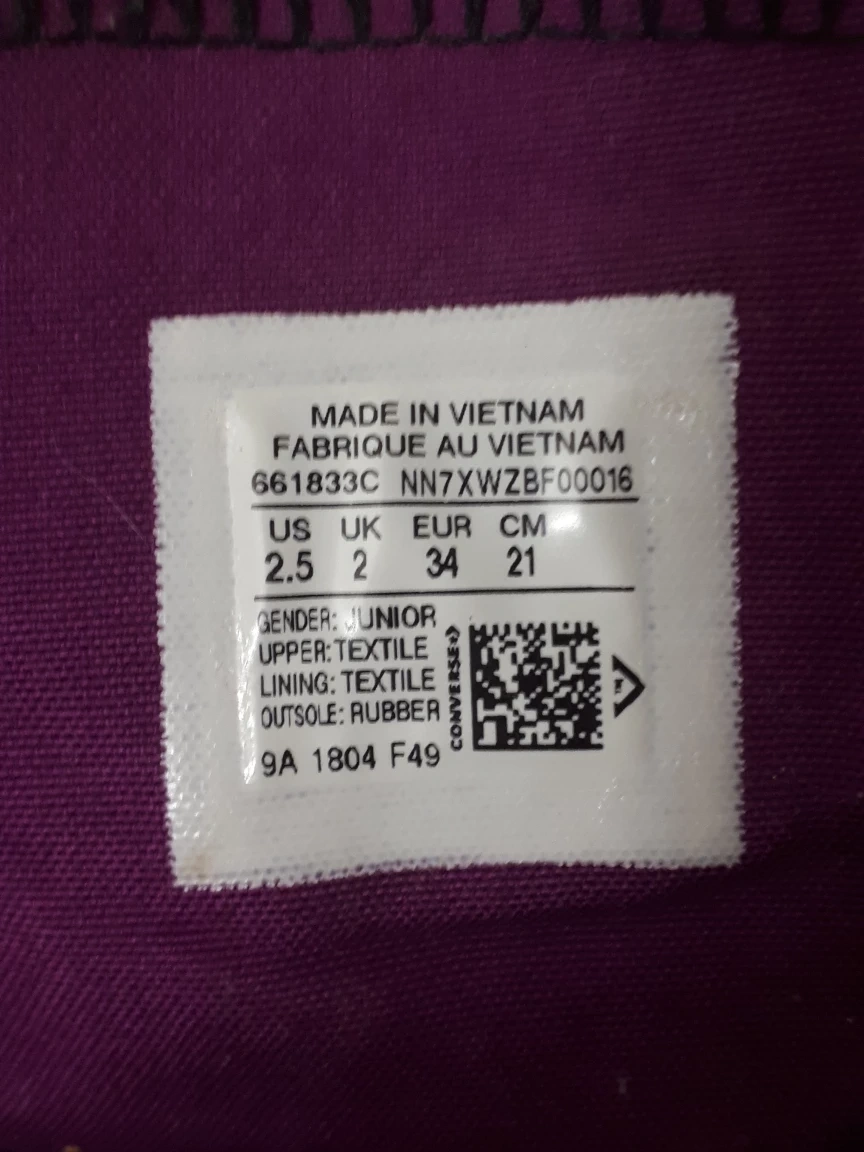 MADE IN VIETNAM
FABRIQUE AU VIETNAM
661833C NN7XWZBF00016
US UK EUR CM
2.5 2 34 21
GENDER: JUNIOR
UPPER: TEXTILE
LINING: TEXTILE
OUTSOLE: RUBBER
9A 1804 F49
CONVERSE
TM